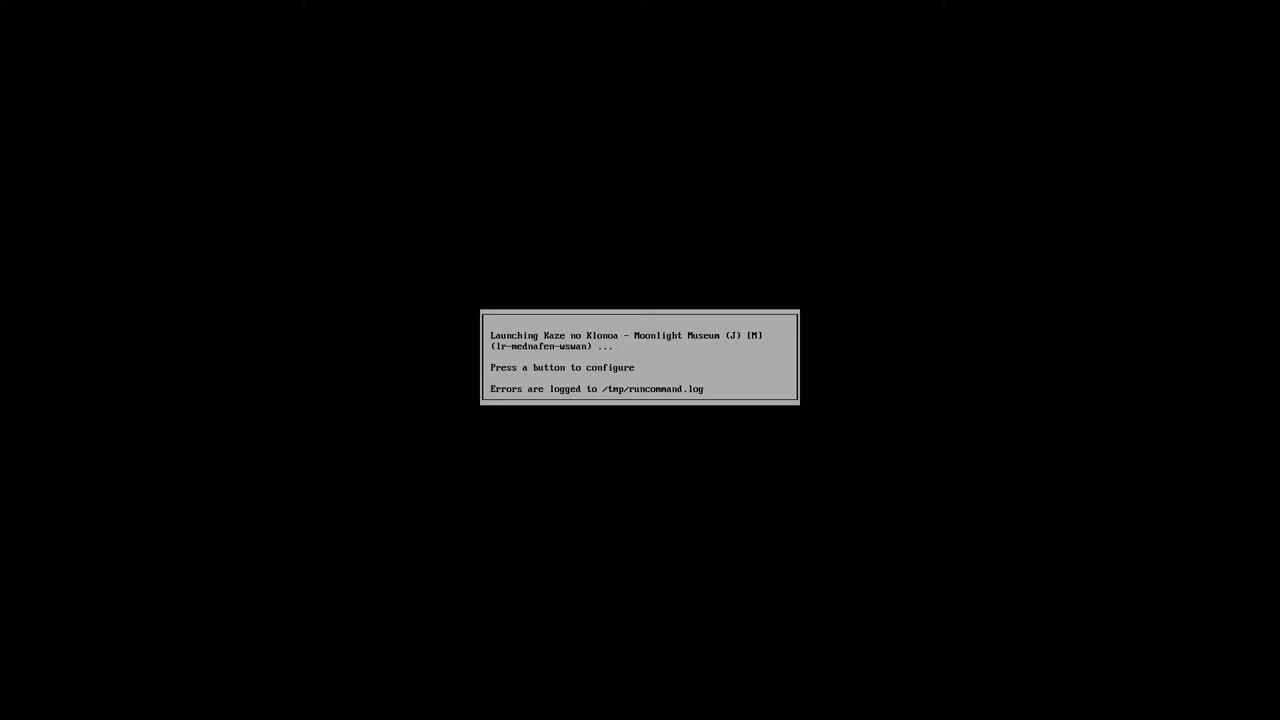 Launching Kaze no Klonoa - Moonlight Museum (J) [M]
(lr-mednafen-wswan) ...
Press a button to configure
Errors are logged to /tmp/runcommand.log